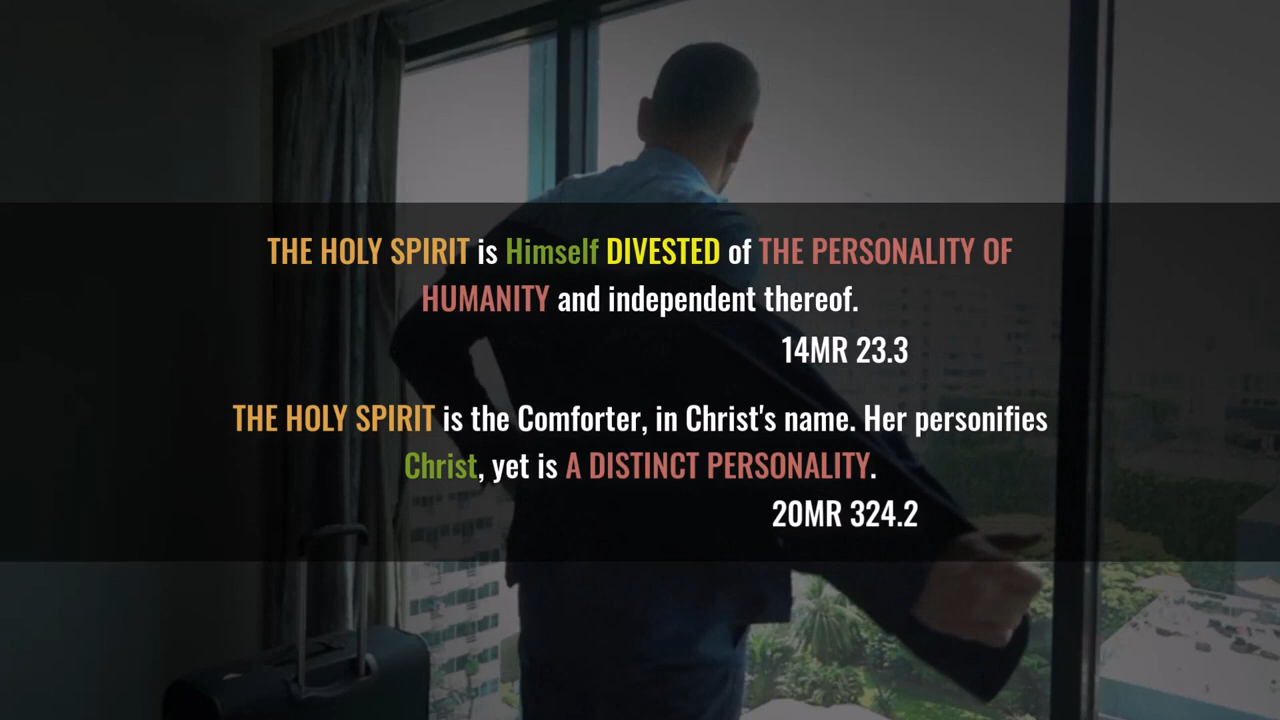 THE HOLY SPIRIT is Himself DIVESTED of THE PERSONALITY OF
HUMANITY and independent thereof.
14MR 23.3
THE HOLY SPIRIT is the Comforter, in Christ's name. Her personifies
Christ, yet is A DISTINCT PERSONALITY.
20MR 324.2